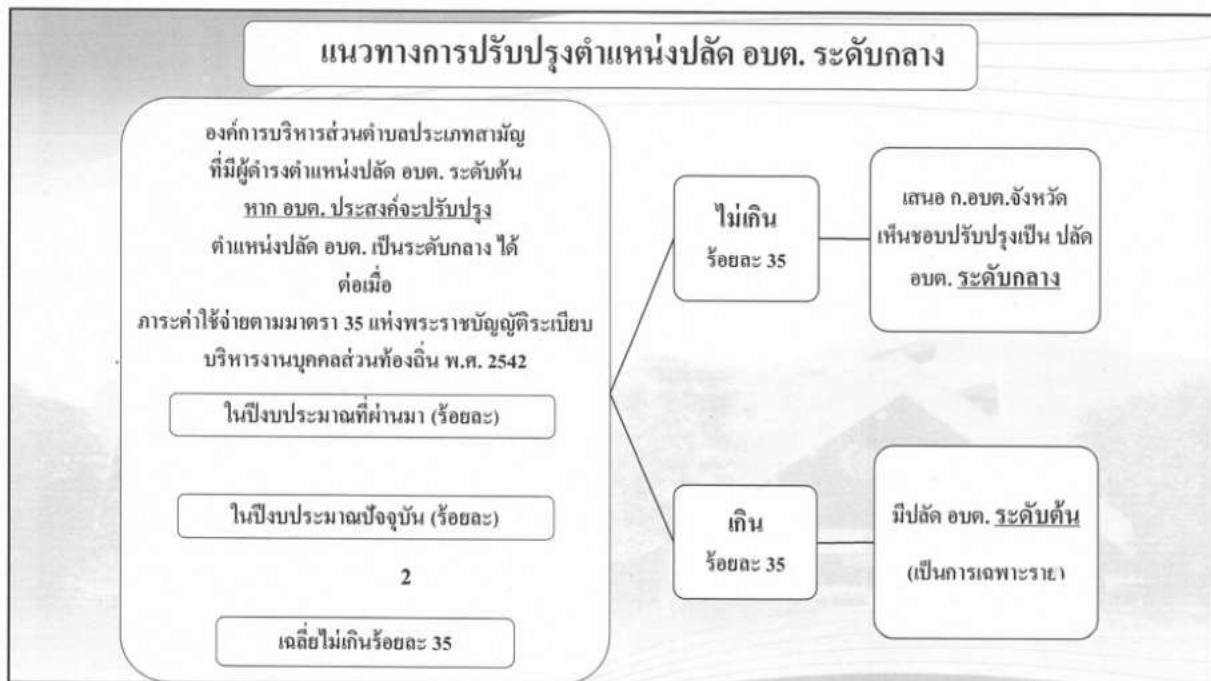 แนวทางการปรับปรุงตำแหน่งปลัด อบต. ระดับกลาง
องค์การบริหารส่วนตำบลประเภทสามัญ
ที่มีผู้ดำรงตำแหน่งปลัด อบต. ระดับต้น
หาก อบต. ประสงค์จะปรับปรุง
ตำแหน่งปลัด อบต. เป็นระดับกลาง ได้
ต่อเมื่อ
ภาระค่าใช้จ่ายตามมาตรา 35 แห่งพระราชบัญญัติระเบียบ
บริหารงานบุคคลส่วนท้องถิ่น พ.ศ. 2542
ในปีงบประมาณที่ผ่านมา (ร้อยละ)
ในปีงบประมาณปัจจุบัน (ร้อยละ)
2
เฉลี่ยไม่เกินร้อยละ 35
ไม่เกิน
ร้อยละ 35
เสนอ ก.อบต.จังหวัด
เห็นชอบปรับปรุงเป็น ปลัด
อบต. ระดับกลาง
เกิน
ร้อยละ 35
มีปลัด อบต. ระดับต้น
(เป็นการเฉพาะราย)